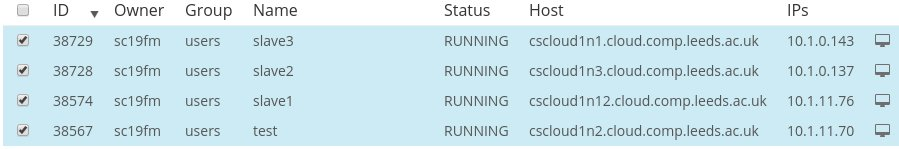 ID Owner Group Name Status Host IPs
38729 sc19fm users slave3 RUNNING cscloud1n1.cloud.comp.leeds.ac.uk 10.1.0.143
38728 sc19fm users slave2 RUNNING cscloud1n3.cloud.comp.leeds.ac.uk 10.1.0.137
38574 sc19fm users slave1 RUNNING cscloud1n12.cloud.comp.leeds.ac.uk 10.1.11.76
38567 sc19fm users test RUNNING cscloud1n2.cloud.comp.leeds.ac.uk 10.1.11.70